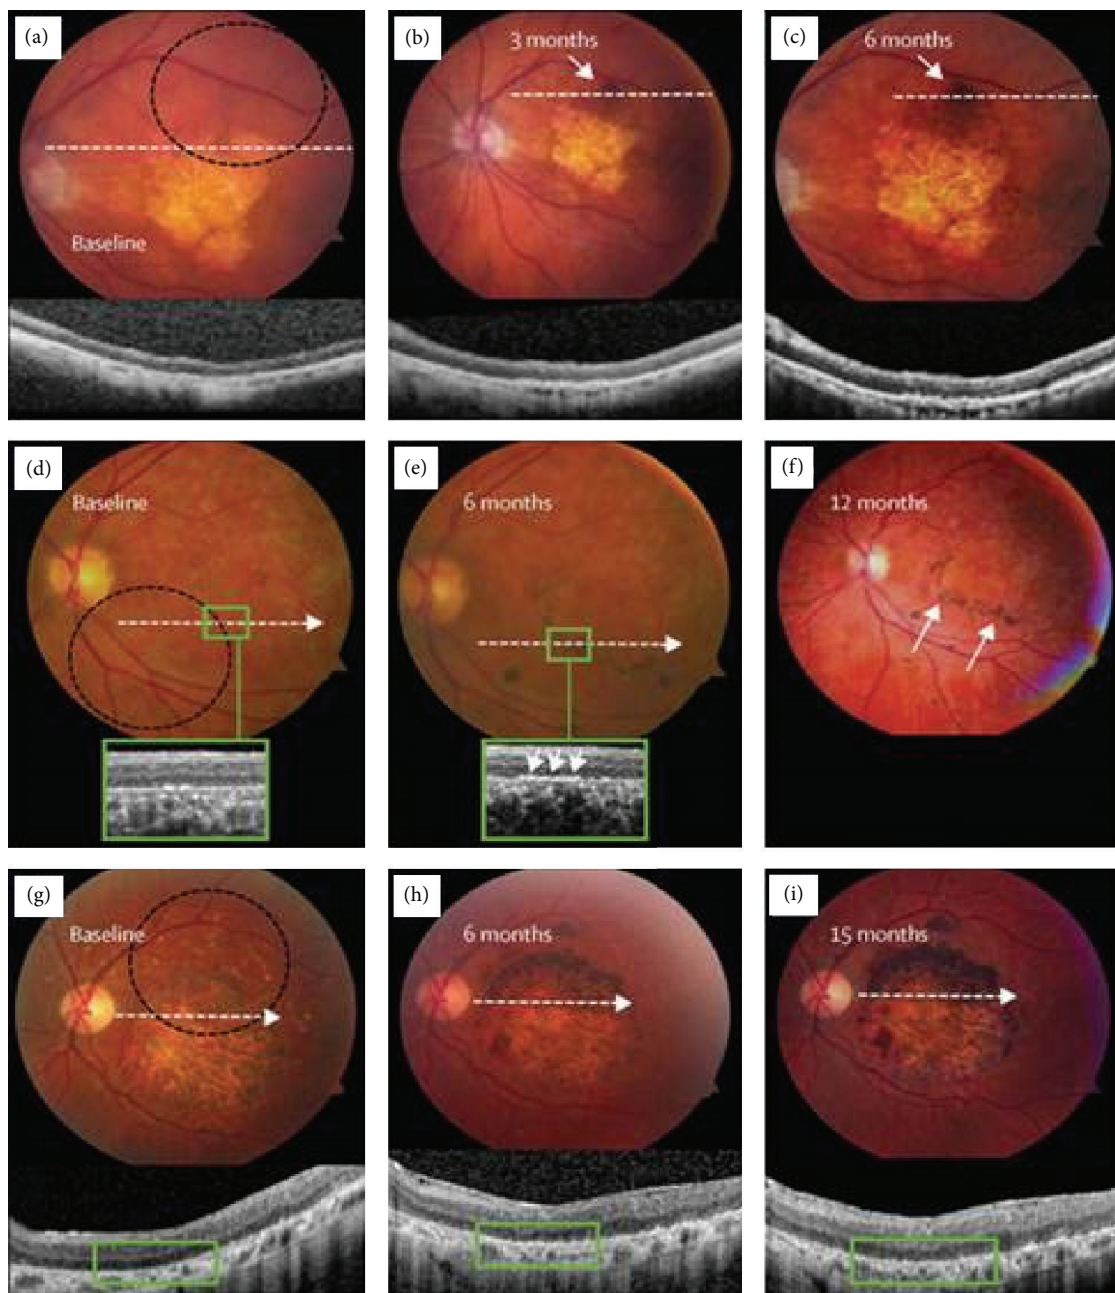 (a)
Baseline
(b)
3 months
(c)
6 months
(d)
Baseline
(e)
6 months
(f)
12 months
(g)
Baseline
(h)
6 months
(i)
15 months